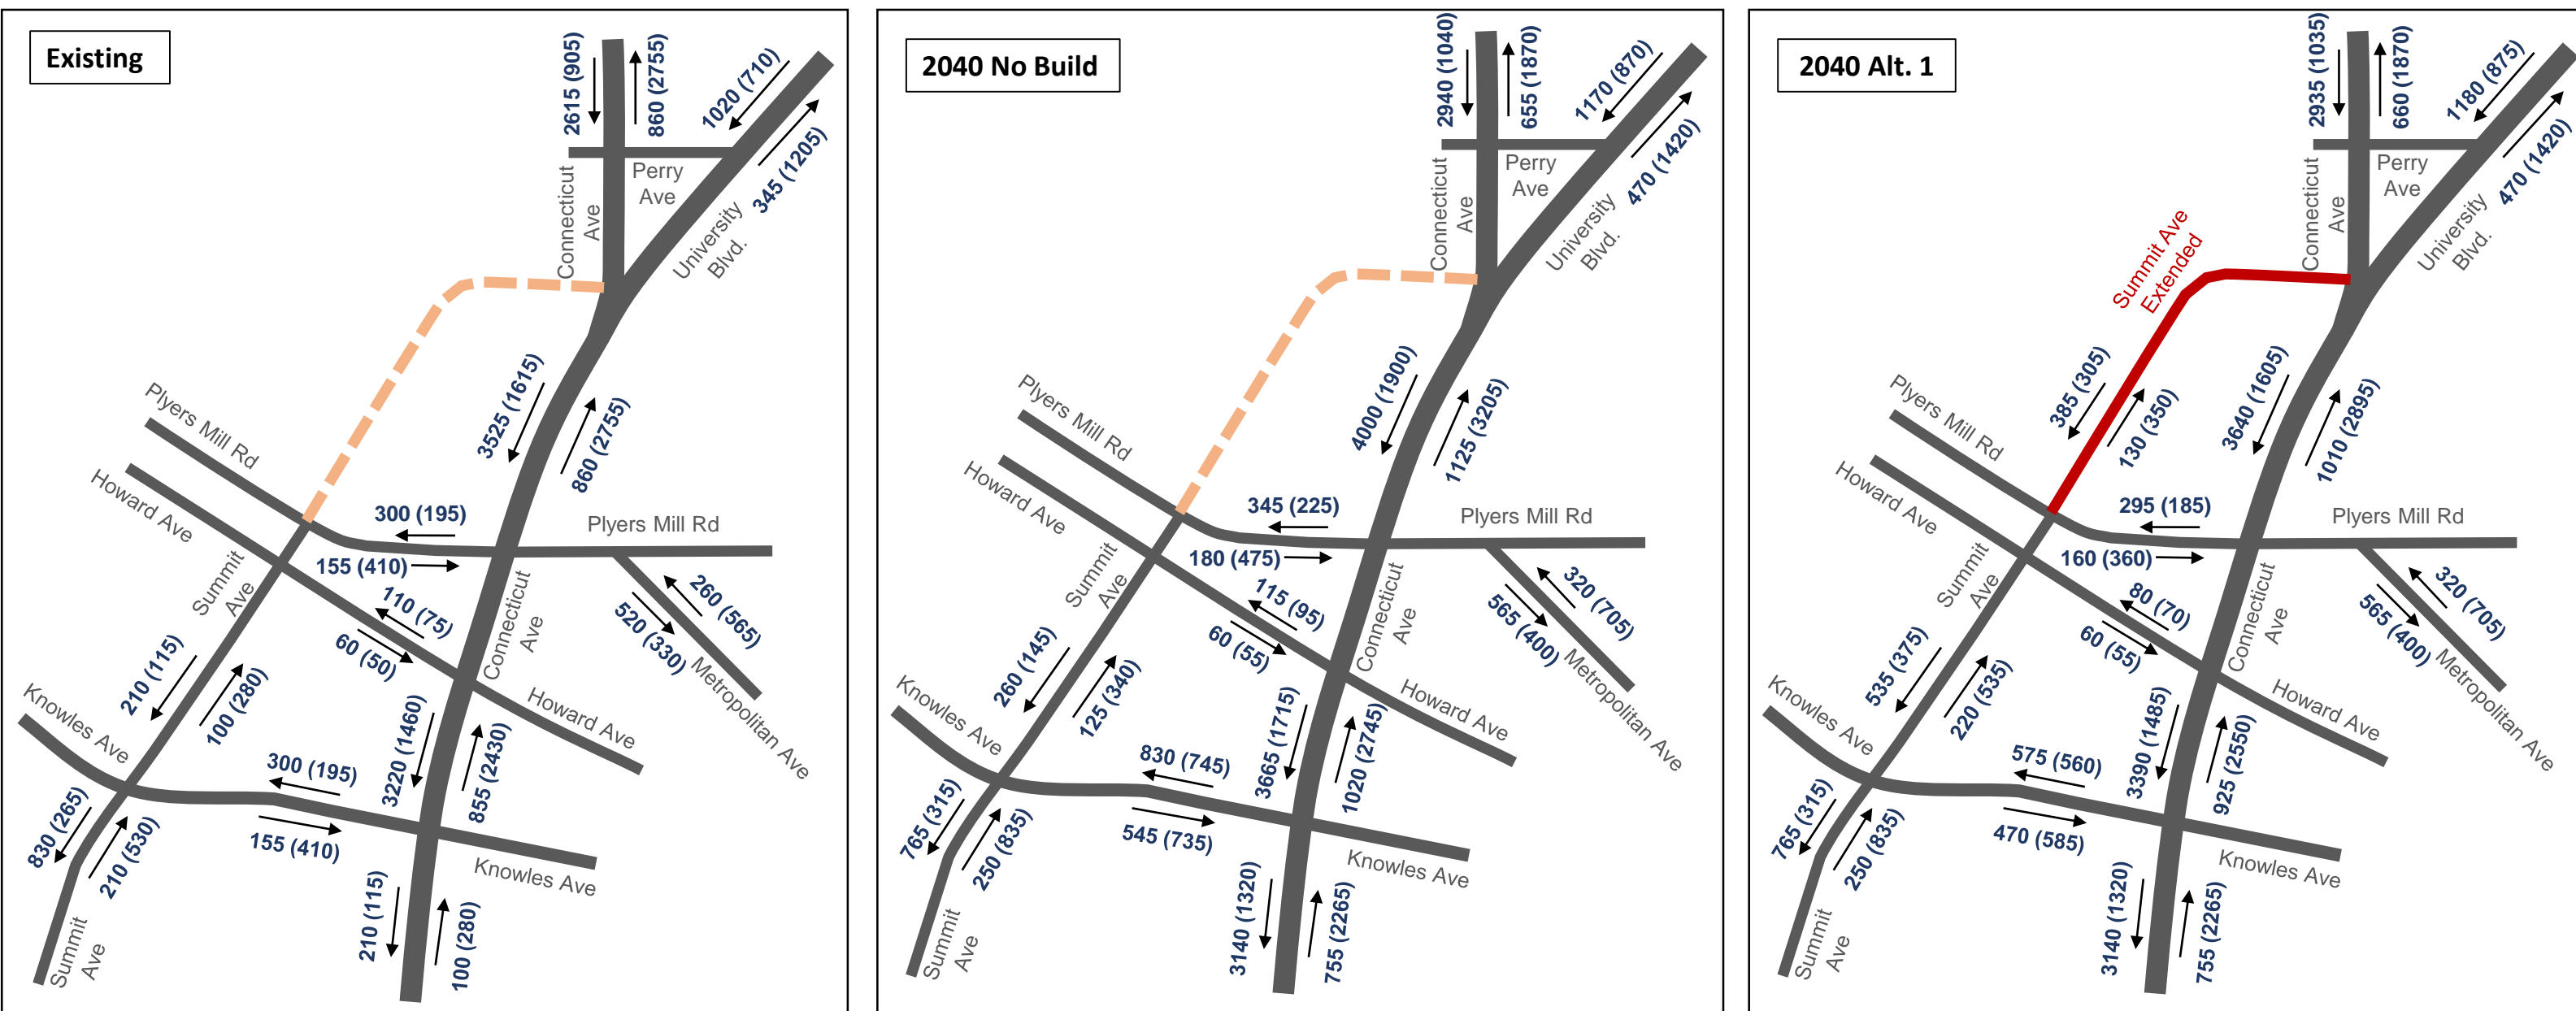 Existing
2615 (905)
860 (2755)
1020 (710)
345 (1205)
Connecticut
Ave
Perry
Ave
University
Blvd.
3525 (1615)
860 (2755)
Plyers Mill Rd
Howard Ave
300 (195)
155 (410)
Plyers Mill Rd
Summit
Ave
110 (75)
60 (50)
Connecticut
Ave
260 (565)
520 (330)
Metropolitan Ave
210 (115)
100 (280)
Knowles Ave
Howard Ave
300 (195)
155 (410)
3220 (1460)
855 (2430)
830 (265)
210 (530)
Knowles Ave
210 (115)
100 (280)
Summit
Ave
2040 No Build
2940 (1040)
655 (1870)
1170 (870)
470 (1420)
Connecticut
Ave
Perry
Ave
University
Blvd.
4000 (1900)
1125 (3205)
Plyers Mill Rd
Howard Ave
345 (225)
180 (475)
Plyers Mill Rd
Summit
Ave
115 (95)
60 (55)
Connecticut
Ave
320 (705)
565 (400)
Metropolitan Ave
260 (145)
125 (340)
Knowles Ave
Howard Ave
830 (745)
545 (735)
3665 (1715)
1020 (2745)
765 (315)
250 (835)
Knowles Ave
3140 (1320)
755 (2265)
Summit
Ave
2040 Alt. 1
2935 (1035)
660 (1870)
1180 (875)
470 (1420)
Connecticut
Ave
Perry
Ave
University
Blvd.
Summit Ave
Extended
385 (305)
130 (350)
3640 (1605)
1010 (2895)
Plyers Mill Rd
Howard Ave
295 (185)
160 (360)
Plyers Mill Rd
Summit
Ave
80 (70)
60 (55)
Connecticut
Ave
320 (705)
565 (400)
Metropolitan Ave
535 (375)
220 (535)
Knowles Ave
Howard Ave
575 (560)
470 (585)
3390 (1485)
925 (2550)
765 (315)
250 (835)
Knowles Ave
3140 (1320)
755 (2265)
Summit
Ave